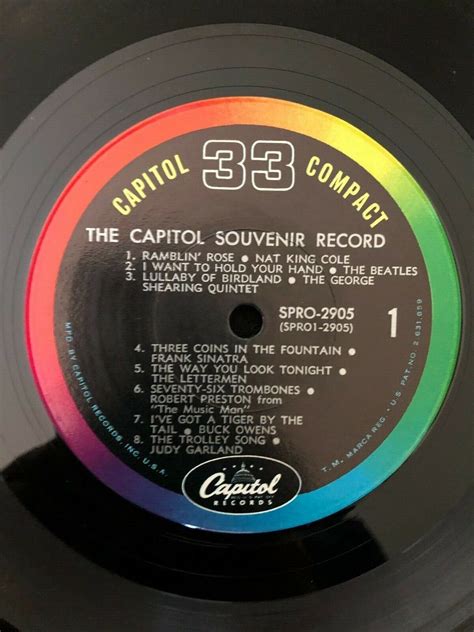 CAPITOL 33 COMPACT
THE CAPITOL SOUVENIR RECORD
1. RAMBLIN' ROSE ● NAT KING COLE
2. I WANT TO HOLD YOUR HAND ● THE BEATLES
3. LULLABY OF BIRDLAND ● THE GEORGE
SHEARING QUINTET
SPRO-2905
(SPRO1-2905)
1
4. THREE COINS IN THE FOUNTAIN ●
FRANK SINATRA
5. THE WAY YOU LOOK TONIGHT ●
THE LETTERMEN
6. SEVENTY-SIX TROMBONES ●
ROBERT PRESTON from
"The Music Man"
7. I'VE GOT A TIGER BY THE
TAIL ● BUCK OWENS
8. THE TROLLEY SONG ●
JUDY GARLAND
Capitol
RECORDS
MFD. BY CAPITOL RECORDS, INC. U.S.A.
T. M. MARCA REG. • U.S. PAT. NO. 2,631,859